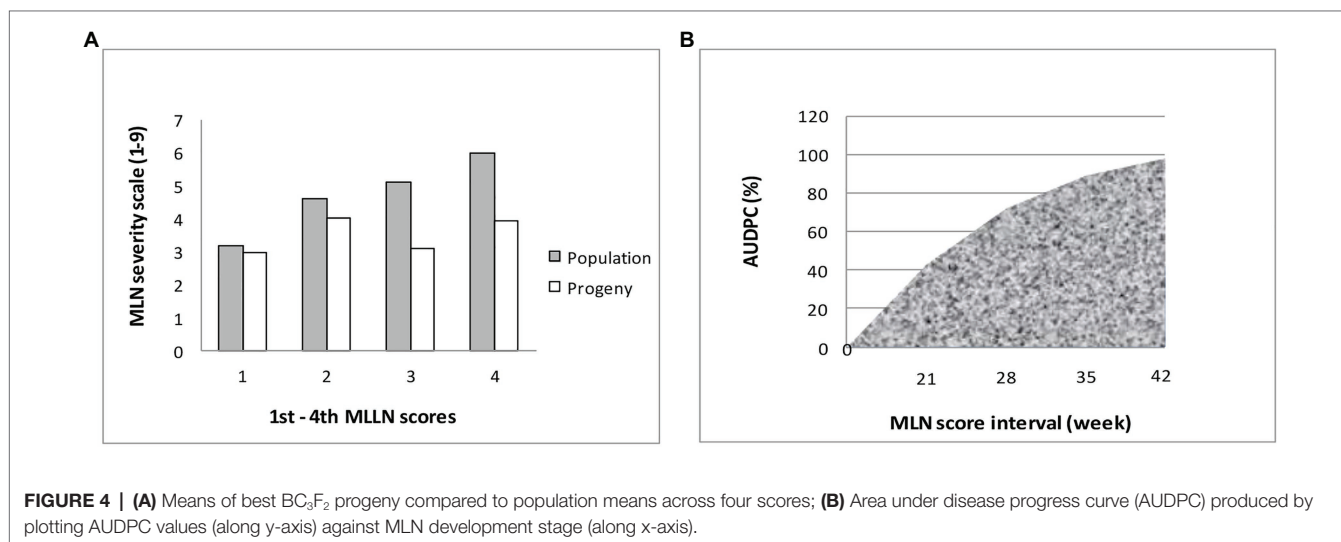 A
MLN severity scale (1-9)
7
6
5
4
3
2
1
0
1 2 3 4
1st - 4th MLLN scores
Population
Progeny
B
AUDPC (%)
120
100
80
60
40
20
0
0
21 28 35 42
MLN score interval (week)
FIGURE 4 | (A) Means of best BC₃F₂ progeny compared to population means across four scores; (B) Area under disease progress curve (AUDPC) produced by
plotting AUDPC values (along y-axis) against MLN development stage (along x-axis).